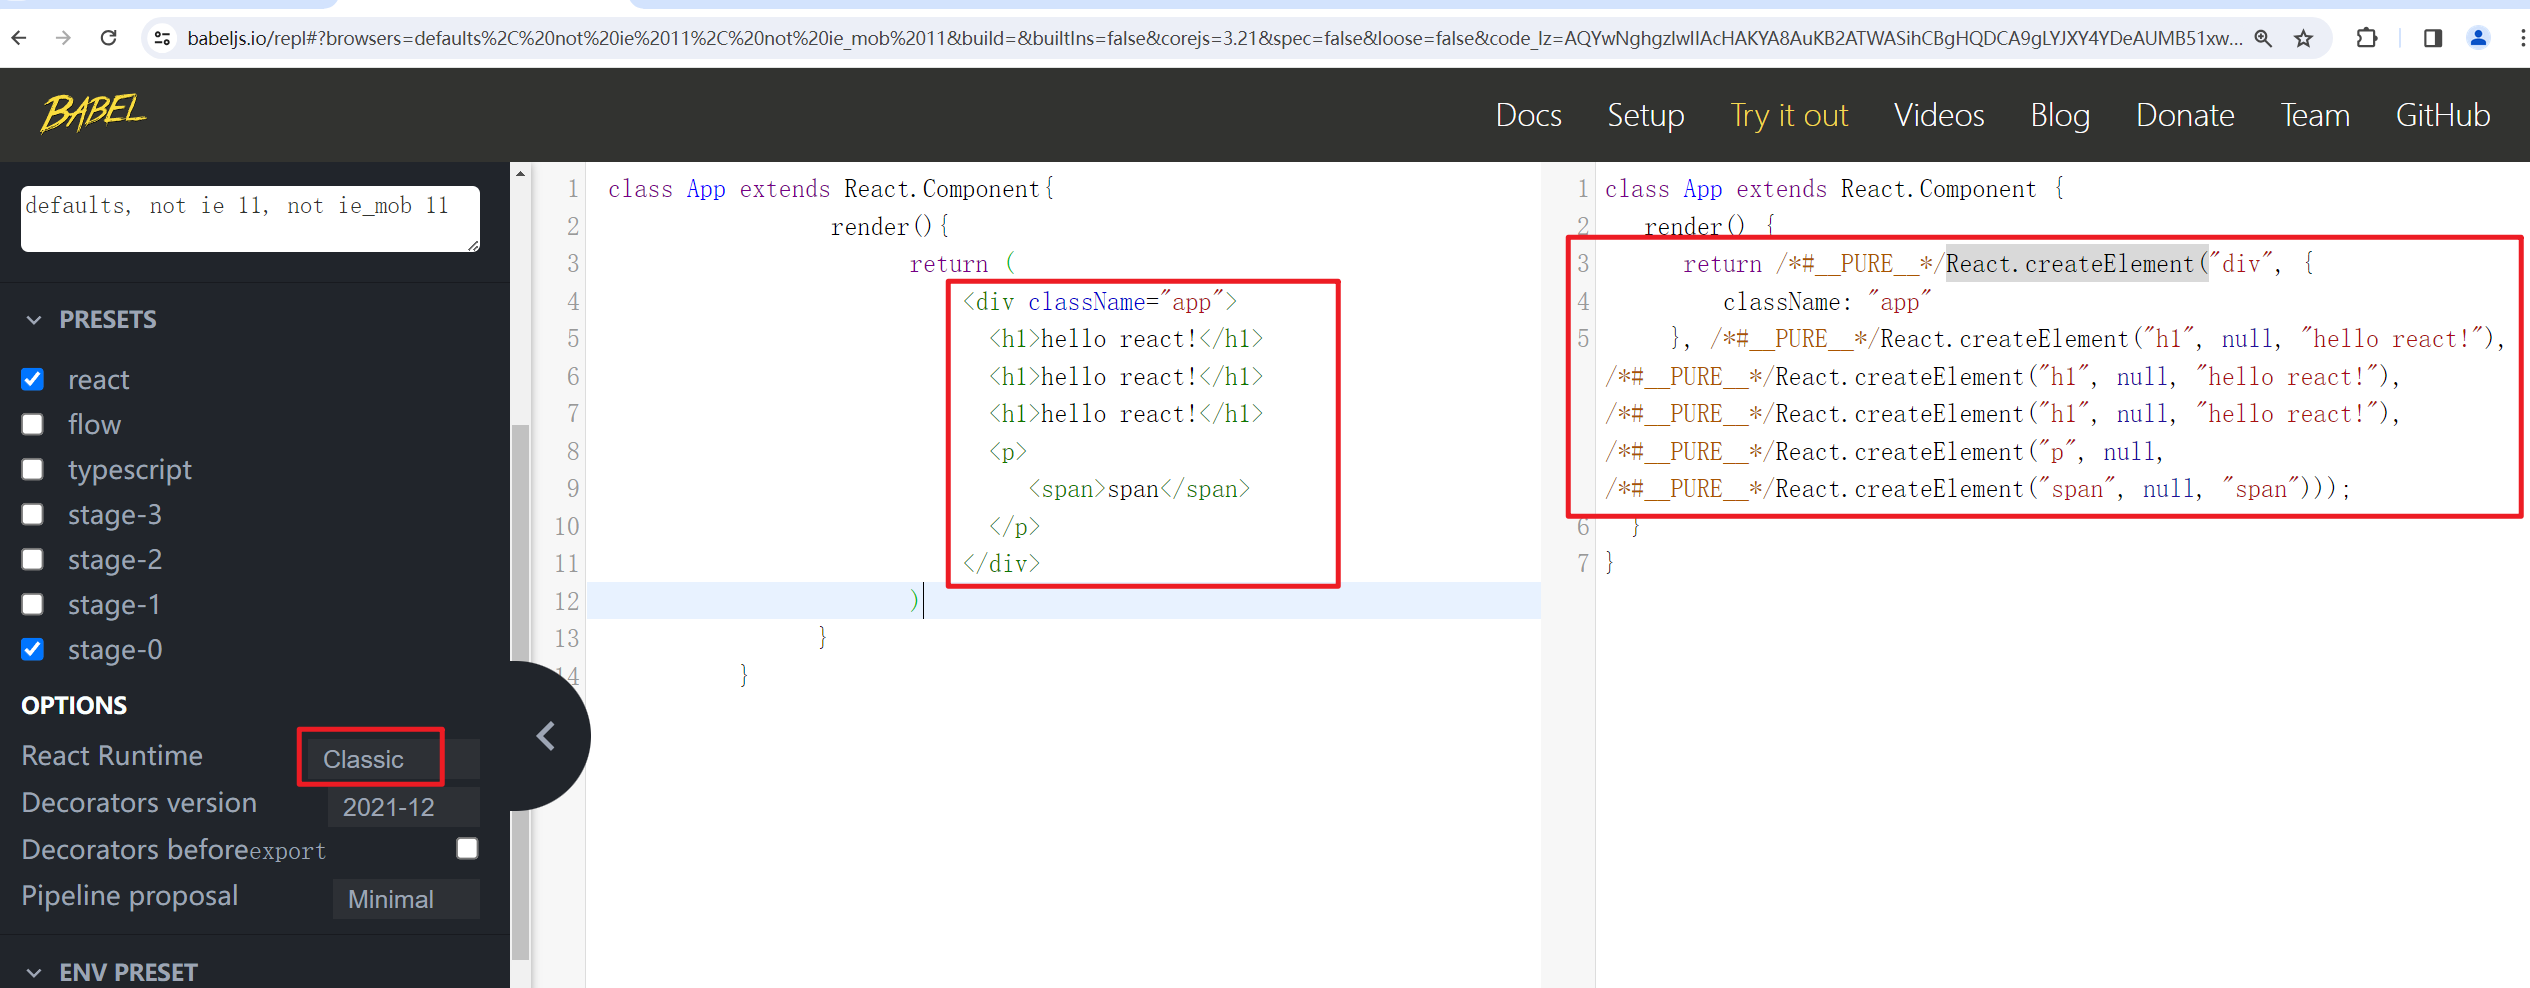 babeljs.io/repl#?browsers=defaults%2C%20not%20ie%2011%2C%20not%20ie_mob%2011&build=&builtIns=false&corejs=3.21&spec=false&loose=false&code_lz=AQYwNghgzlwIIAcHAKYA8AuKB2ATWASihCBgHQDCA9gLYJXY4YDeAUMB51xw...
BABEL
Docs Setup Try it out Videos Blog Donate Team GitHub
defaults, not ie 11, not ie_mob 11
PRESETS
react
flow
typescript
stage-3
stage-2
stage-1
stage-0
OPTIONS
React Runtime Classic
Decorators version 2021-12
Decorators before export
Pipeline proposal Minimal
ENV PRESET
1 class App extends React.Component{
2 render(){
3 return (
4 <div className="app">
5 <h1>hello react!</h1>
6 <h1>hello react!</h1>
7 <h1>hello react!</h1>
8 <p>
9 <span>span</span>
10 </p>
11 </div>
12 )
13 }
14 }
1 class App extends React.Component {
2 render() {
3 return /*#__PURE__*/React.createElement("div", {
4 className: "app"
5 }, /*#__PURE__*/React.createElement("h1", null, "hello react!"),
/*#__PURE__*/React.createElement("h1", null, "hello react!"),
/*#__PURE__*/React.createElement("h1", null, "hello react!"),
/*#__PURE__*/React.createElement("p", null,
/*#__PURE__*/React.createElement("span", null, "span")));
6 }
7 }